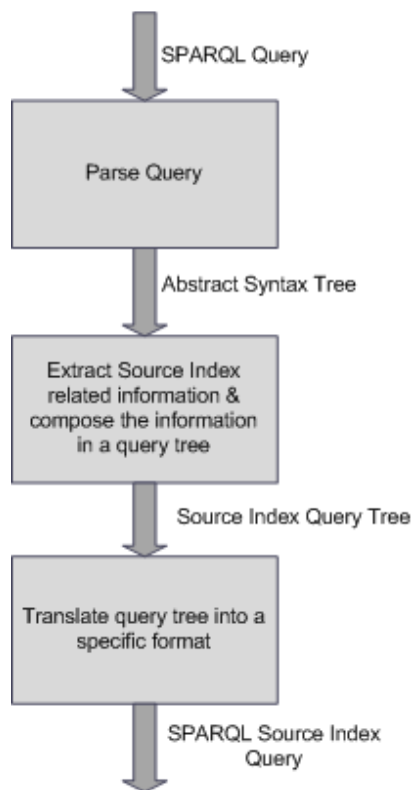 SPARQL Query
Parse Query
Abstract Syntax Tree
Extract Source Index
related information &
compose the information
in a query tree
Source Index Query Tree
Translate query tree into a
specific format
SPARQL Source Index
Query